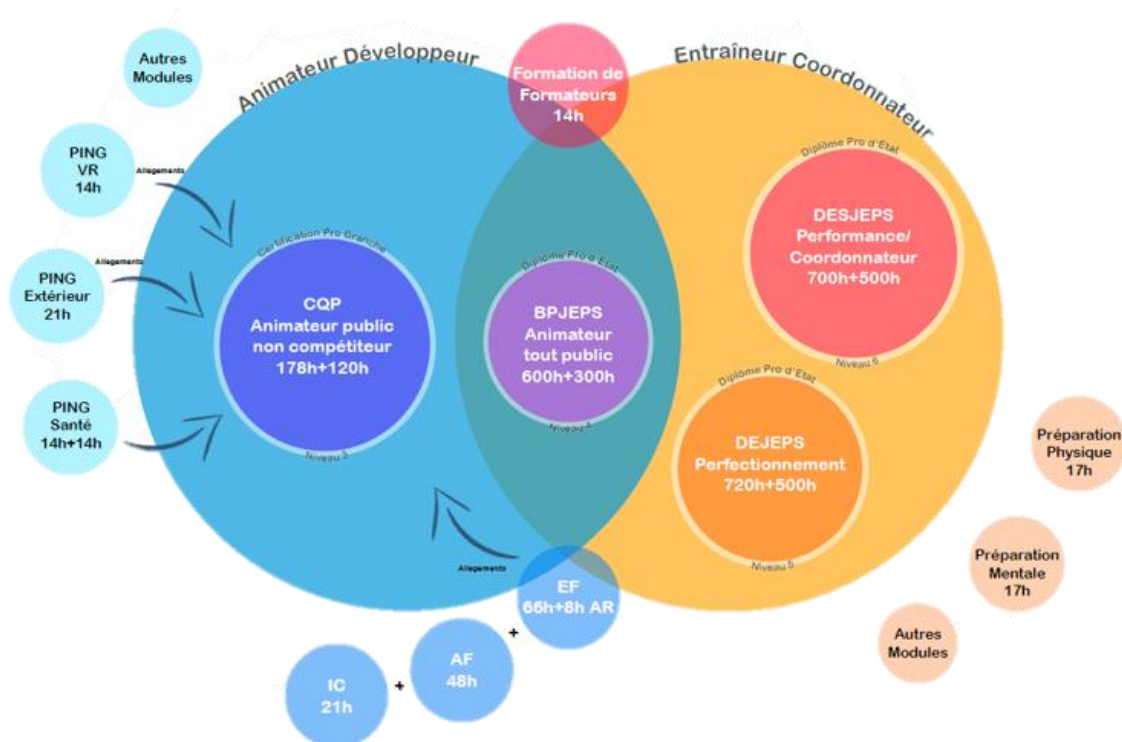 Animateur Développeur
Entraîneur Coordonnateur
Autres
Modules
Formation de
Formateurs
14h
PING
VR
14h
Allegements
PING
Extérieur
21h
Allegements
PING
Santé
14h+14h
Certification Pro Branche
CQP
Animateur public
non compétiteur
178h+120h
Niveau 3
Diplôme Pro d'Etat
BPJEPS
Animateur
tout public
600h+300h
Niveau 4
Diplôme Pro d'Etat
DESJEPS
Performance/
Coordonnateur
700h+500h
Niveau 6
Diplôme Pro d'Etat
DEJEPS
Perfectionnement
720h+500h
Niveau 5
Préparation
Physique
17h
Préparation
Mentale
17h
Autres
Modules
Allegements
EF
66h+8h AR
+
AF
48h
+
IC
21h